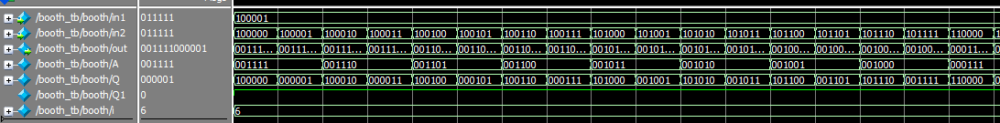 /booth_tb/booth/in1 011111 100001
/booth_tb/booth/in2 011111 100000 100001 100010 100011 100100 100101 100110 100111 101000 101001 101010 101011 101100 101101 101110 101111 110000
/booth_tb/booth/out 001111000001 00111... 00111... 00111... 00111... 00110... 00110... 00110... 00110... 00101... 00101... 00101... 00101... 00100... 00100... 00100... 00100... 00011...
/booth_tb/booth/A 001111 001111 001110 001101 001100 001011 001010 001001 001000 000111
/booth_tb/booth/Q 000001 100000 000001 100010 000011 100100 000101 100110 000111 101000 001001 101010 001011 101100 001101 101110 001111 110000
/booth_tb/booth/Q1 0
/booth_tb/booth/i 6 6